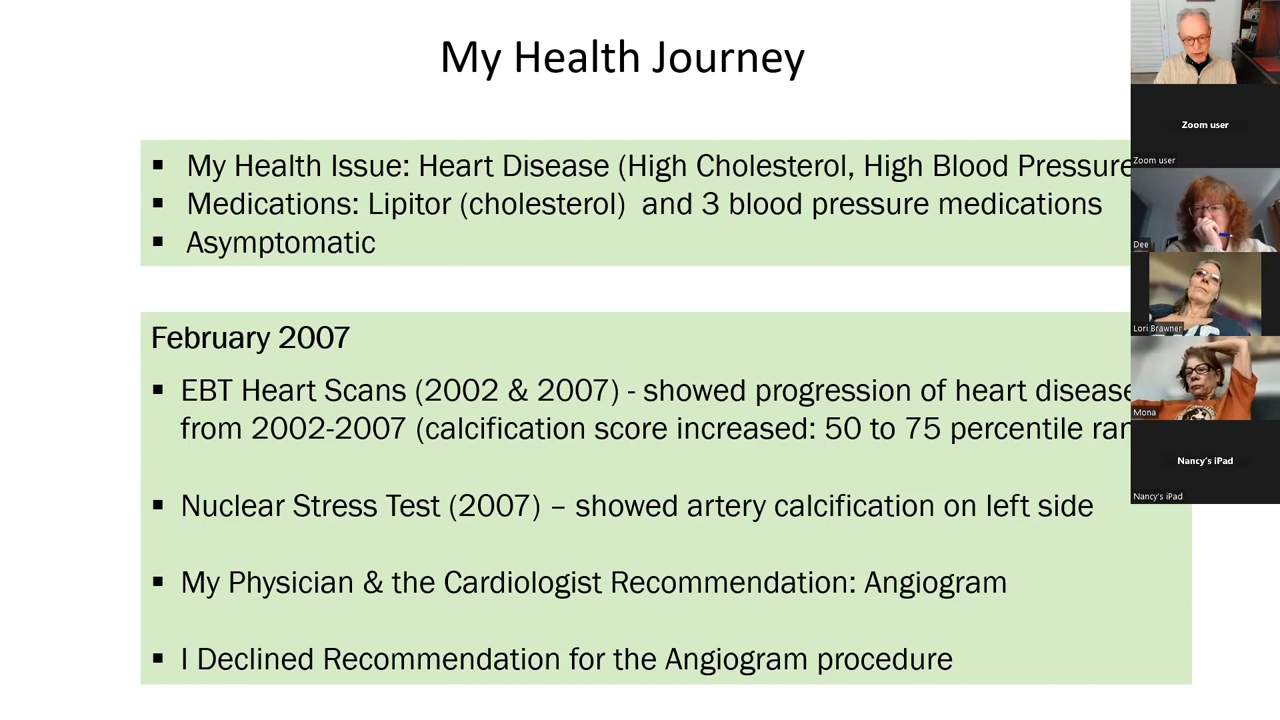 My Health Journey
▪ My Health Issue: Heart Disease (High Cholesterol, High Blood Pressure
▪ Medications: Lipitor (cholesterol)  and 3 blood pressure medications
▪ Asymptomatic
February 2007
▪ EBT Heart Scans (2002 & 2007) - showed progression of heart disease
from 2002-2007 (calcification score increased: 50 to 75 percentile
▪ Nuclear Stress Test (2007) – showed artery calcification on left side
▪ My Physician & the Cardiologist Recommendation: Angiogram
▪ I Declined Recommendation for the Angiogram procedure
Zoom user
Zoom user
Dee
Lori Brawner
Mona
Nancy's iPad
Nancy's iPad